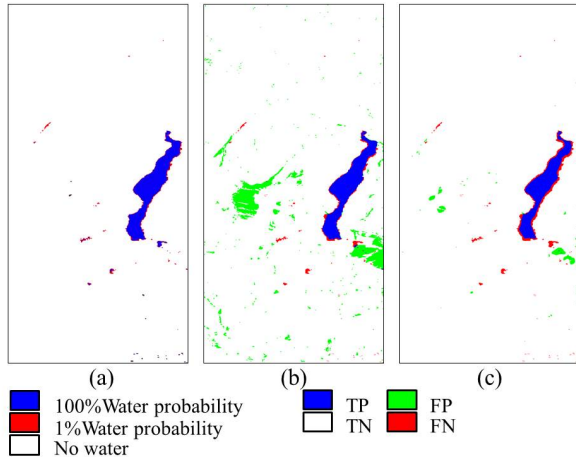 (a) (b) (c)
100%Water probability TP FP
1%Water probability TN FN
No water